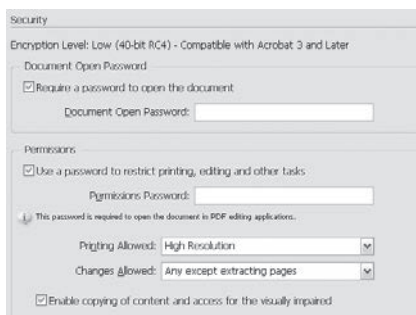 Security
Encryption Level: Low (40-bit RC4) - Compatible with Acrobat 3 and Later
Document Open Password
Require a password to open the document
Document Open Password:
Permissions
Use a password to restrict printing, editing and other tasks
Permissions Password:
This password is required to open the document in PDF editing applications.
Printing Allowed: High Resolution
Changes Allowed: Any except extracting pages
Enable copying of content and access for the visually impaired